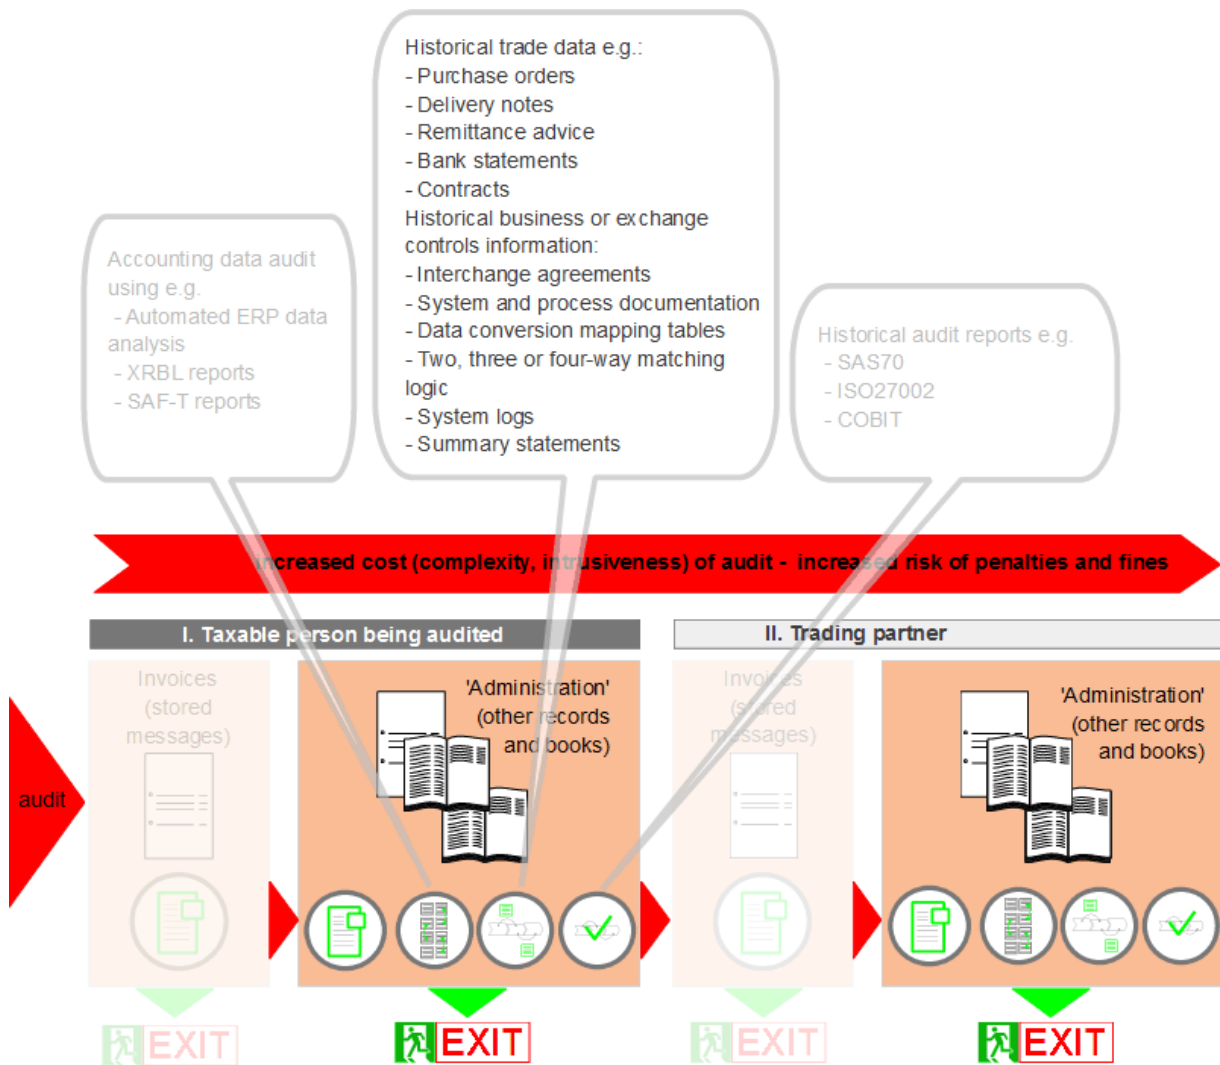 Historical trade data e.g.:
- Purchase orders
- Delivery notes
- Remittance advice
- Bank statements
- Contracts
Historical business or exchange
controls information:
- Interchange agreements
- System and process documentation
- Data conversion mapping tables
- Two, three or four-way matching
logic
- System logs
- Summary statements
Accounting data audit
using e.g.
- Automated ERP data
analysis
- XRBL reports
- SAF-T reports
Historical audit reports e.g.
- SAS70
- ISO27002
- COBIT
increased cost (complexity, intrusiveness) of audit - increased risk of penalties and fines
I. Taxable person being audited
II. Trading partner
audit
Invoices
(stored
messages)
'Administration'
(other records
and books)
Invoices
(stored
messages)
'Administration'
(other records
and books)
EXIT
EXIT
EXIT
EXIT